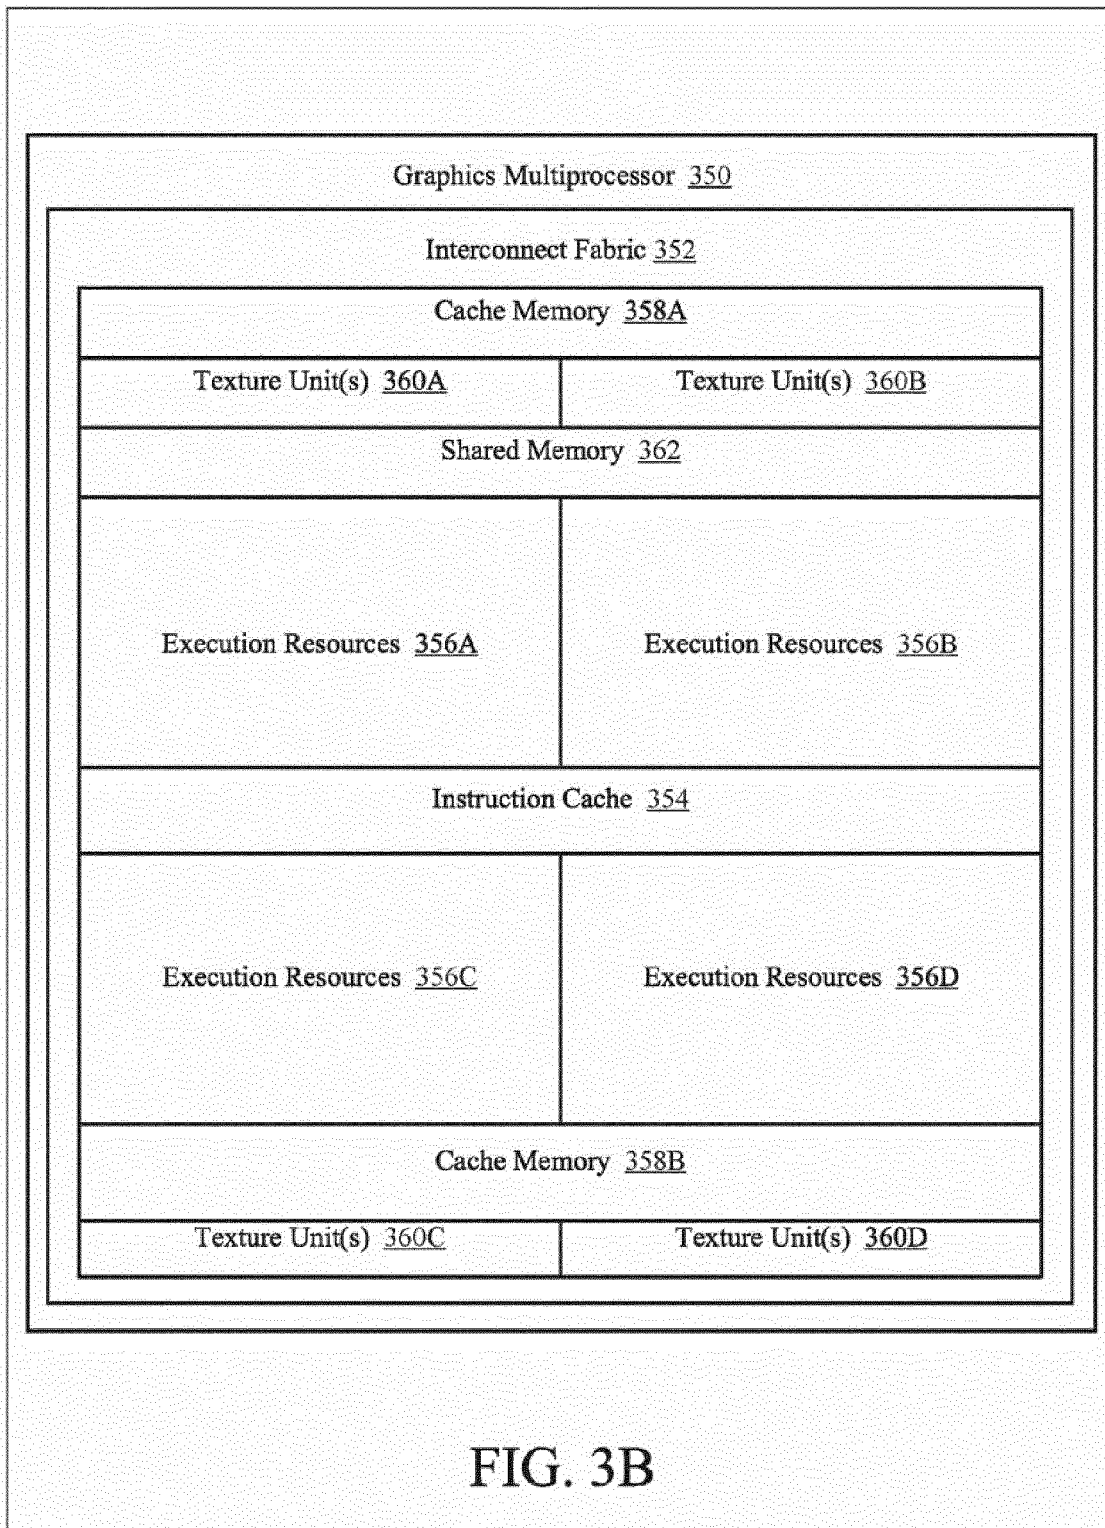 Graphics Multiprocessor 350
Interconnect Fabric 352
Cache Memory 358A
Texture Unit(s) 360A Texture Unit(s) 360B
Shared Memory 362
Execution Resources 356A Execution Resources 356B
Instruction Cache 354
Execution Resources 356C Execution Resources 356D
Cache Memory 358B
Texture Unit(s) 360C Texture Unit(s) 360D
FIG. 3B